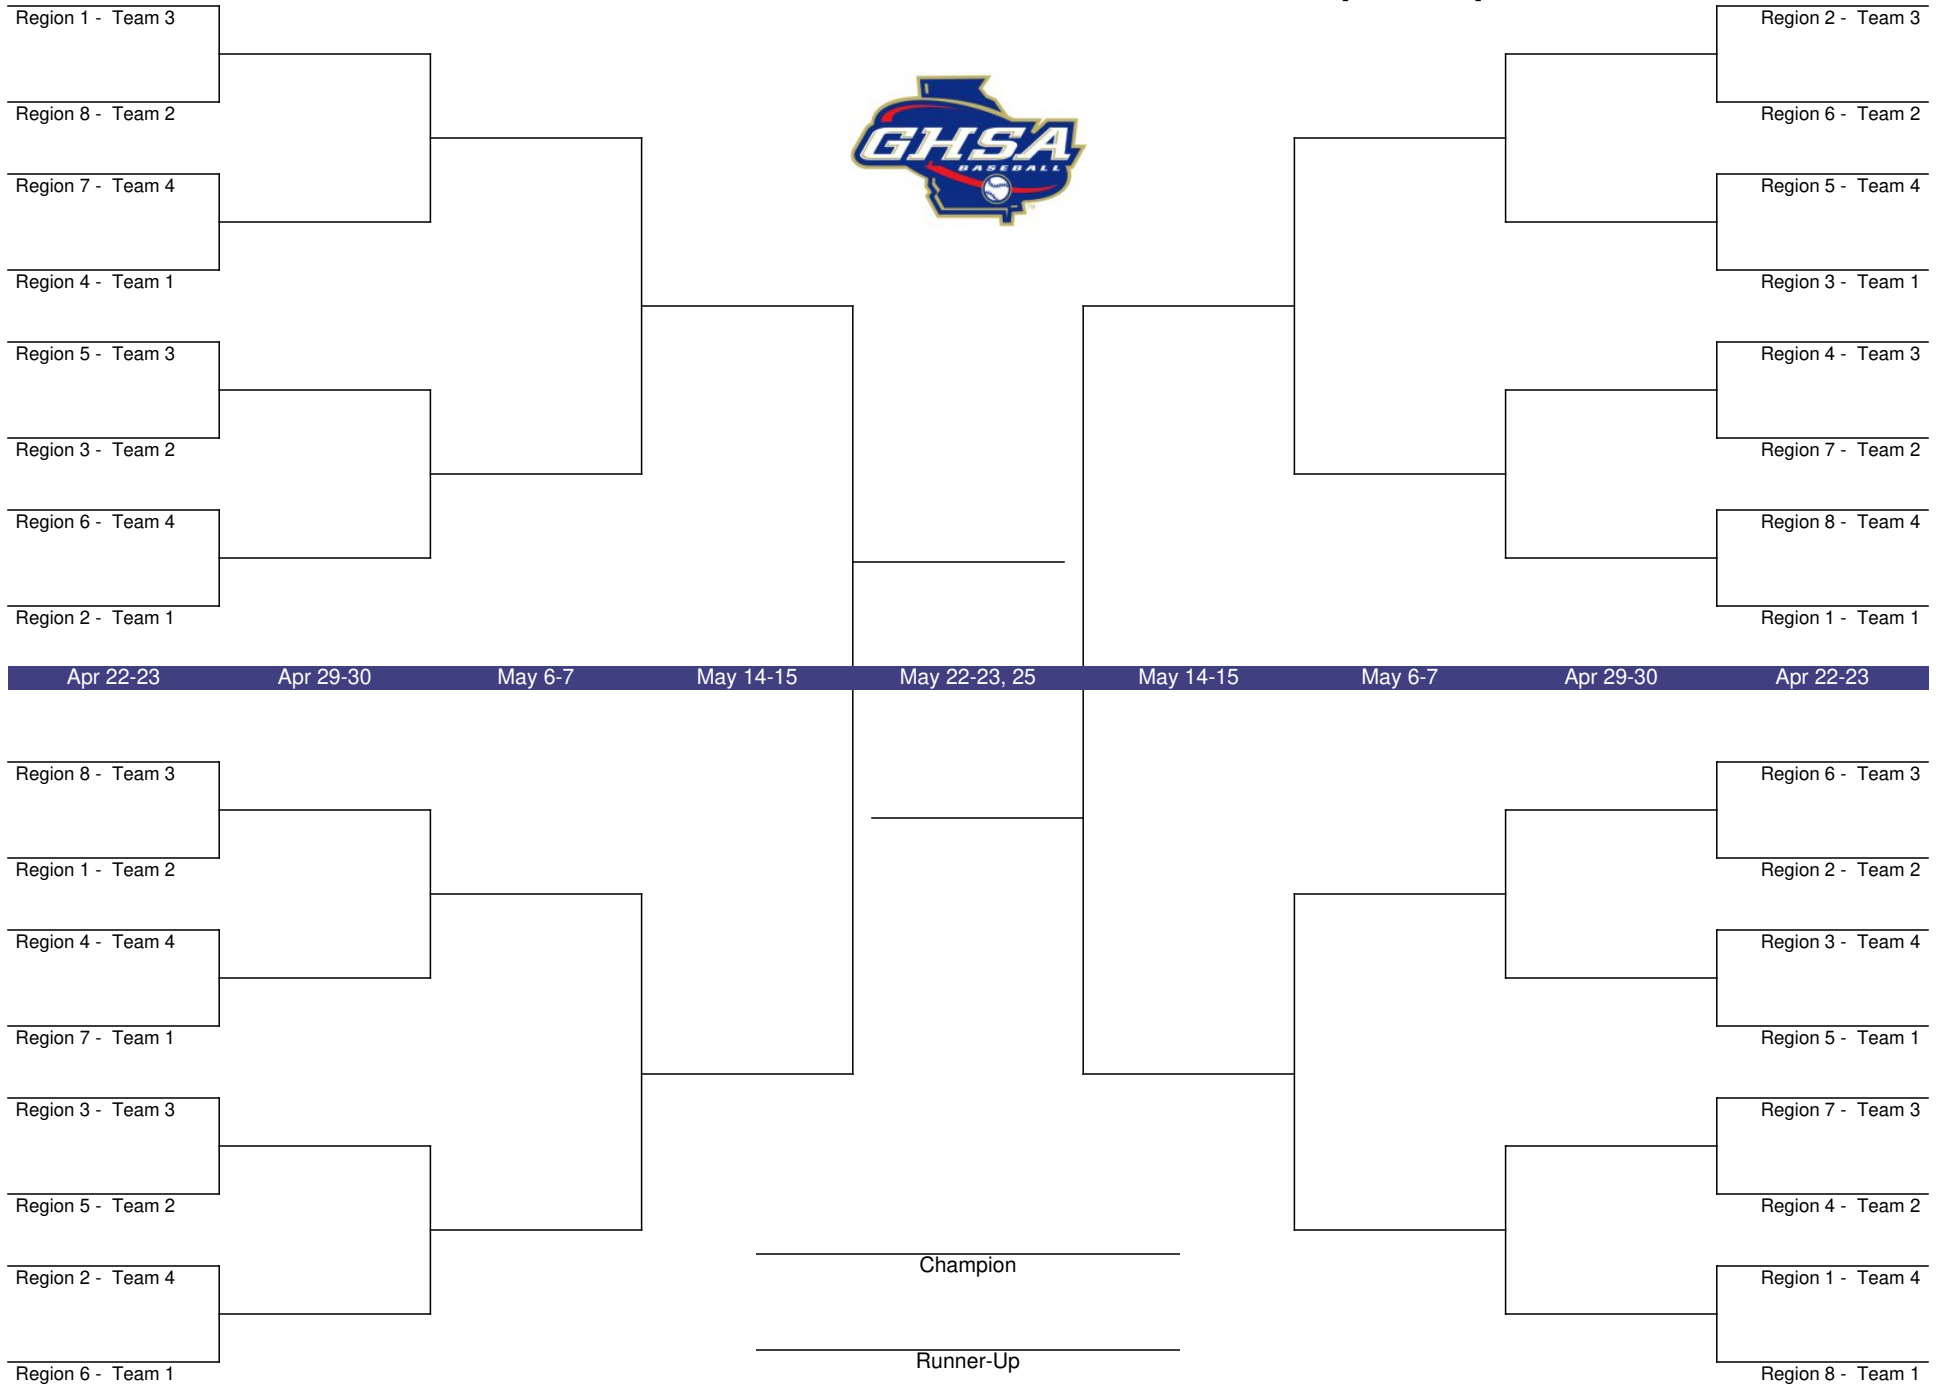 Region 1 - Team 3
Region 8 - Team 2
Region 7 - Team 4
Region 4 - Team 1
Region 5 - Team 3
Region 3 - Team 2
Region 6 - Team 4
Region 2 - Team 1
GHSA
BASEBALL
Region 2 - Team 3
Region 6 - Team 2
Region 5 - Team 4
Region 3 - Team 1
Region 4 - Team 3
Region 7 - Team 2
Region 8 - Team 4
Region 1 - Team 1
Apr 22-23 Apr 29-30 May 6-7 May 14-15 May 22-23, 25 May 14-15 May 6-7 Apr 29-30 Apr 22-23
Region 8 - Team 3
Region 1 - Team 2
Region 4 - Team 4
Region 7 - Team 1
Region 3 - Team 3
Region 5 - Team 2
Region 2 - Team 4
Region 6 - Team 1
Champion
Runner-Up
Region 6 - Team 3
Region 2 - Team 2
Region 3 - Team 4
Region 5 - Team 1
Region 7 - Team 3
Region 4 - Team 2
Region 1 - Team 4
Region 8 - Team 1